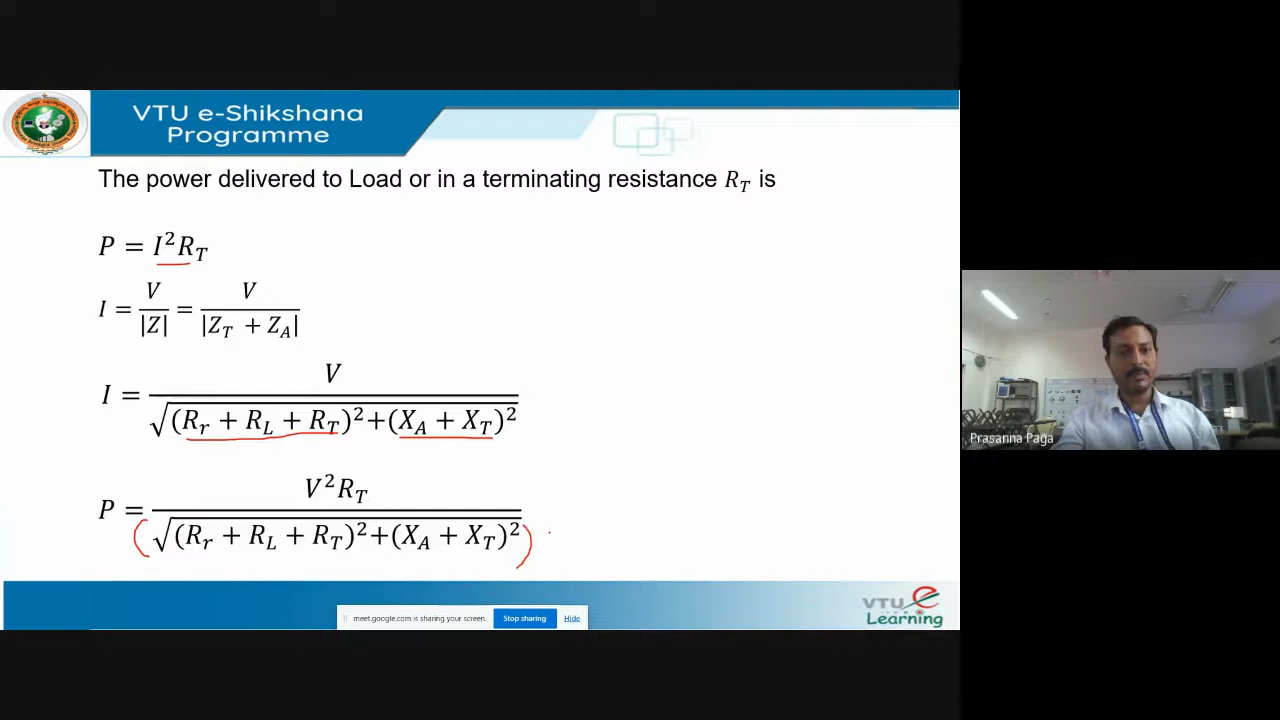 VTU e-Shikshana
Programme
The power delivered to Load or in a terminating resistance R_T is
P = I²R_T
I = V/|Z| = V/|Z_T + Z_A|
I = V/√((R_r + R_L + R_T)²+(X_A + X_T)²)
P = V²R_T/√((R_r + R_L + R_T)²+(X_A + X_T)²)
Prasanna Paga
VTU e
Learning
meet.google.com is sharing your screen. Stop sharing Hide